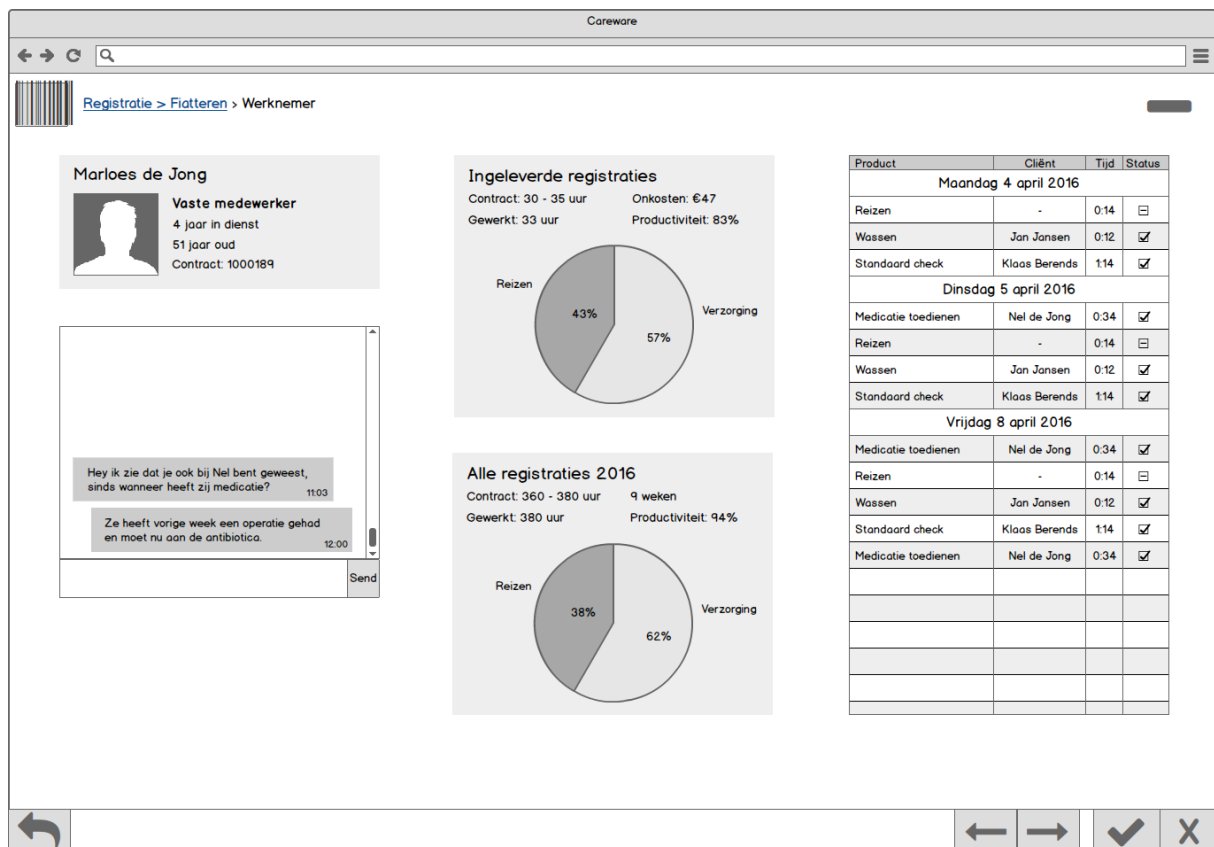 Careware
Registratie > Fiatteren > Werknemer
Marloes de Jong
Vaste medewerker
4 jaar in dienst
51 jaar oud
Contract: 1000189
Hey ik zie dat je ook bij Nel bent geweest,
sinds wanneer heeft zij medicatie?
11:03
Ze heeft vorige week een operatie gehad
en moet nu aan de antibiotica.
12:00
Send
Ingeleverde registraties
Contract: 30 - 35 uur Onkosten: €47
Gewerkt: 33 uur Productiviteit: 83%
Reizen
43%
Verzorging
57%
Alle registraties 2016
Contract: 360 - 380 uur 9 weken
Gewerkt: 380 uur Productiviteit: 94%
Reizen
38%
Verzorging
62%
Product Cliënt Tijd Status
Maandag 4 april 2016
Reizen - 0:14
Wassen Jan Jansen 0:12
Standaard check Klaas Berends 1:14
Dinsdag 5 april 2016
Medicatie toedienen Nel de Jong 0:34
Reizen - 0:14
Wassen Jan Jansen 0:12
Standaard check Klaas Berends 1:14
Vrijdag 8 april 2016
Medicatie toedienen Nel de Jong 0:34
Reizen - 0:14
Wassen Jan Jansen 0:12
Standaard check Klaas Berends 1:14
Medicatie toedienen Nel de Jong 0:34